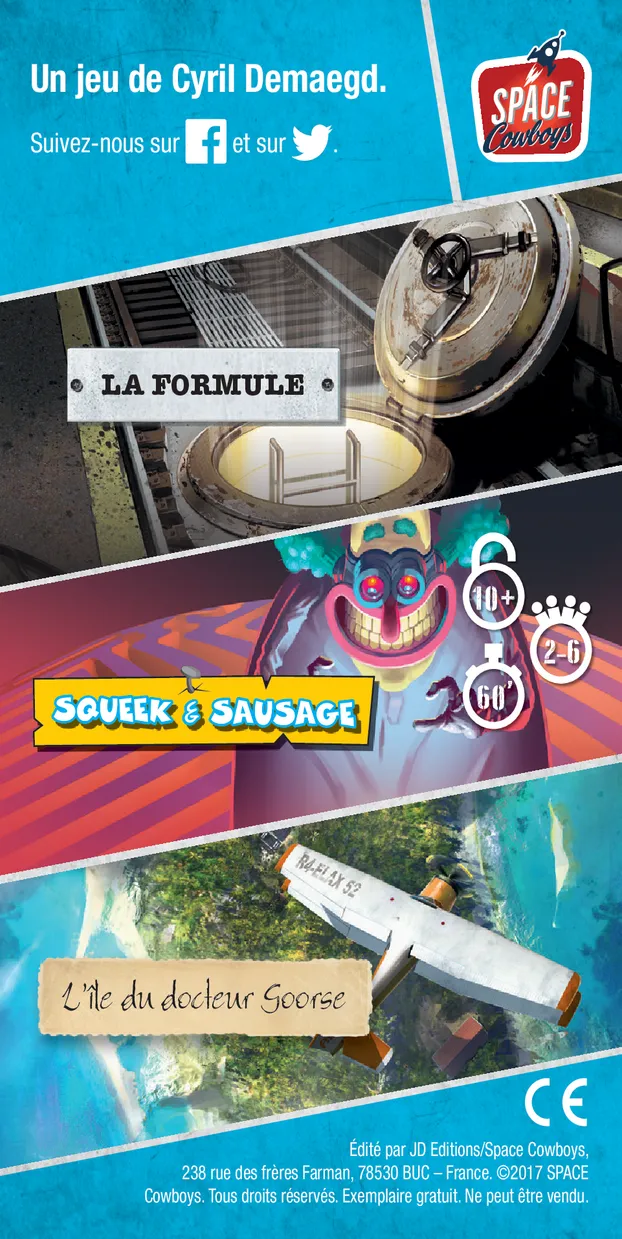 Un jeu de Cyril Demaegd.
SPACE
Cowboys
Suivez-nous sur f et sur .
LA FORMULE
10+
2-6
60'
SQUEEK & SAUSAGE
R4-ELAX 52
L'île du docteur Goorse
CE
Édité par JD Editions/Space Cowboys,
238 rue des frères Farman, 78530 BUC – France. ©2017 SPACE
Cowboys. Tous droits réservés. Exemplaire gratuit. Ne peut être vendu.